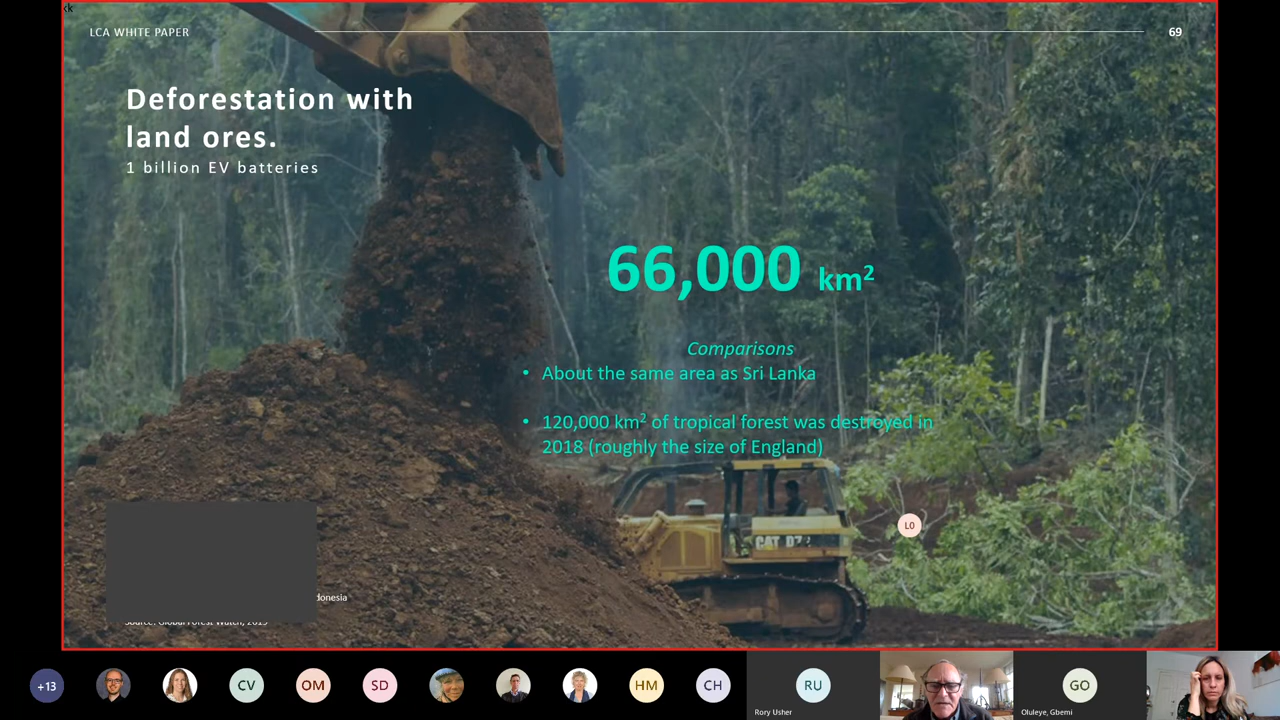 LCA WHITE PAPER
69
Deforestation with
land ores.
1 billion EV batteries
66,000 km²
Comparisons
• About the same area as Sri Lanka
• 120,000 km² of tropical forest was destroyed in
2018 (roughly the size of England)
CAT D7
L0
+13
CV
OM
SD
HM
CH
RU
Rory Usher
GO
Oluleye, Gbemi